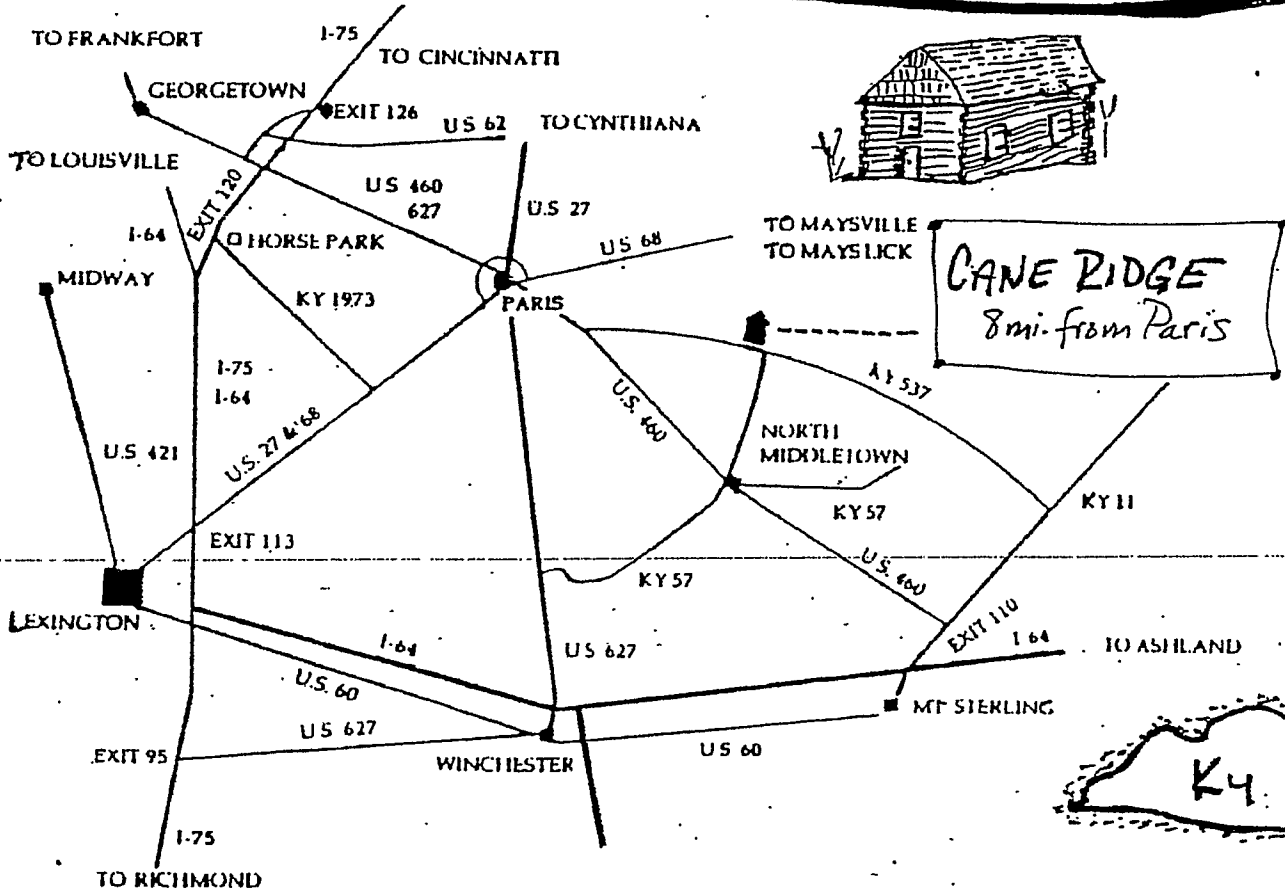 TO FRANKFORT
I-75
TO CINCINNATTI
GEORGETOWN
EXIT 126
US 62
TO CYNTHIANA
TO LOUISVILLE
EXIT 120
US 460
627
U.S 27
I-64
HORSE PARK
US 68
TO MAYSVILLE
TO MAYSLICK
CANE RIDGE
8 mi. from Paris
MIDWAY
KY 1973
PARIS
I-75
I-64
KY 537
U.S. 460
U.S. 27 & 68
U.S. 421
NORTH
MIDDLETOWN
KY 57
KY 11
EXIT 113
KY 57
U.S. 460
LEXINGTON
I-64
US 627
EXIT 110
I 64
TO ASHLAND
U.S. 60
US 627
MT STERLING
EXIT 95
WINCHESTER
US 60
Ky
I-75
TO RICHMOND